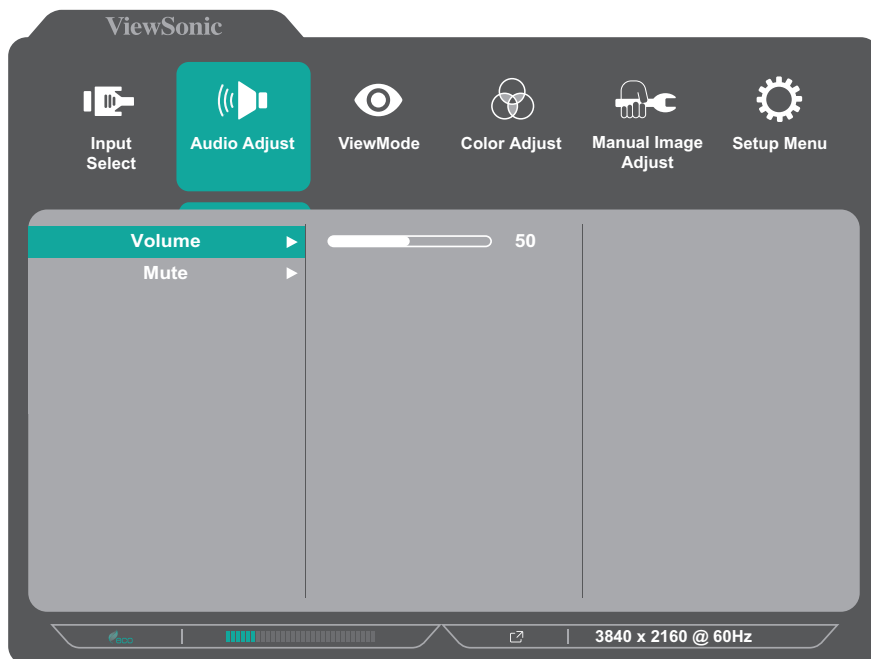 ViewSonic
Input
Select
Audio Adjust
ViewMode
Color Adjust
Manual Image
Adjust
Setup Menu
Volume
50
Mute
eco
3840 x 2160 @ 60Hz